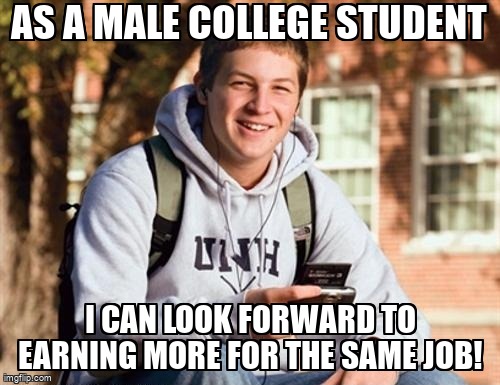 AS A MALE COLLEGE STUDENT
UNH
I CAN LOOK FORWARD TO
EARNING MORE FOR THE SAME JOB!
imgflip.com